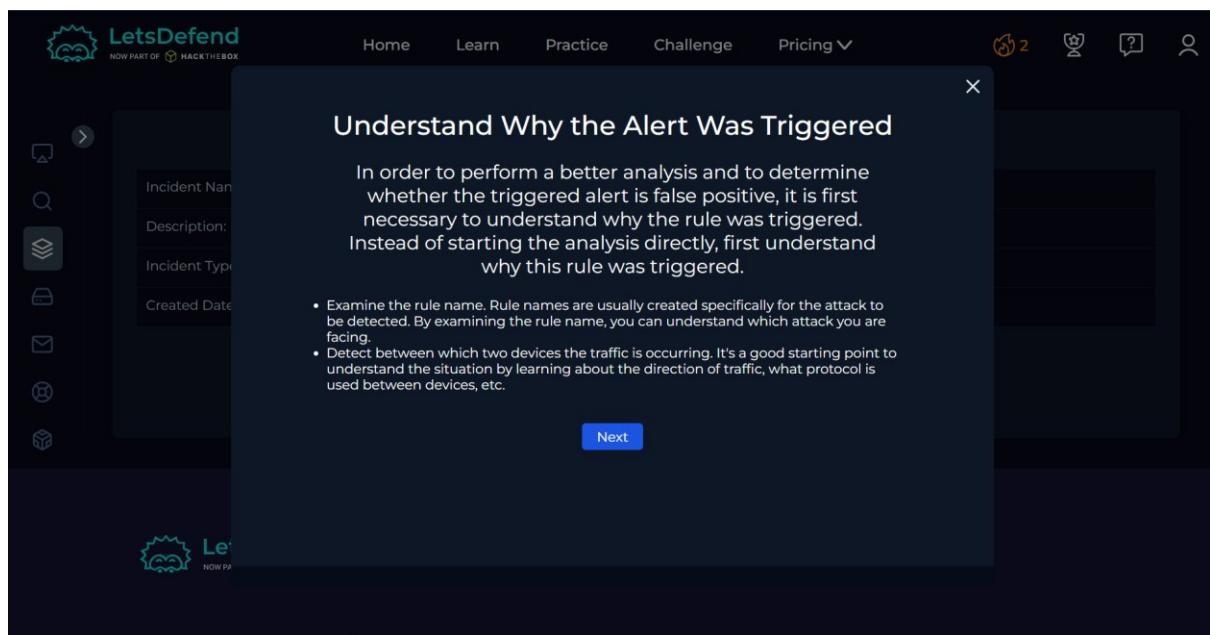 LetsDefend
NOW PART OF HACKTHEBOX
Home Learn Practice Challenge Pricing
2
Understand Why the Alert Was Triggered
In order to perform a better analysis and to determine
whether the triggered alert is false positive, it is first
necessary to understand why the rule was triggered.
Instead of starting the analysis directly, first understand
why this rule was triggered.
Incident Nam
Description:
Incident Type
Created Date
• Examine the rule name. Rule names are usually created specifically for the attack to
be detected. By examining the rule name, you can understand which attack you are
facing.
• Detect between which two devices the traffic is occurring. It's a good starting point to
understand the situation by learning about the direction of traffic, what protocol is
used between devices, etc.
Next
Let
NOW PA